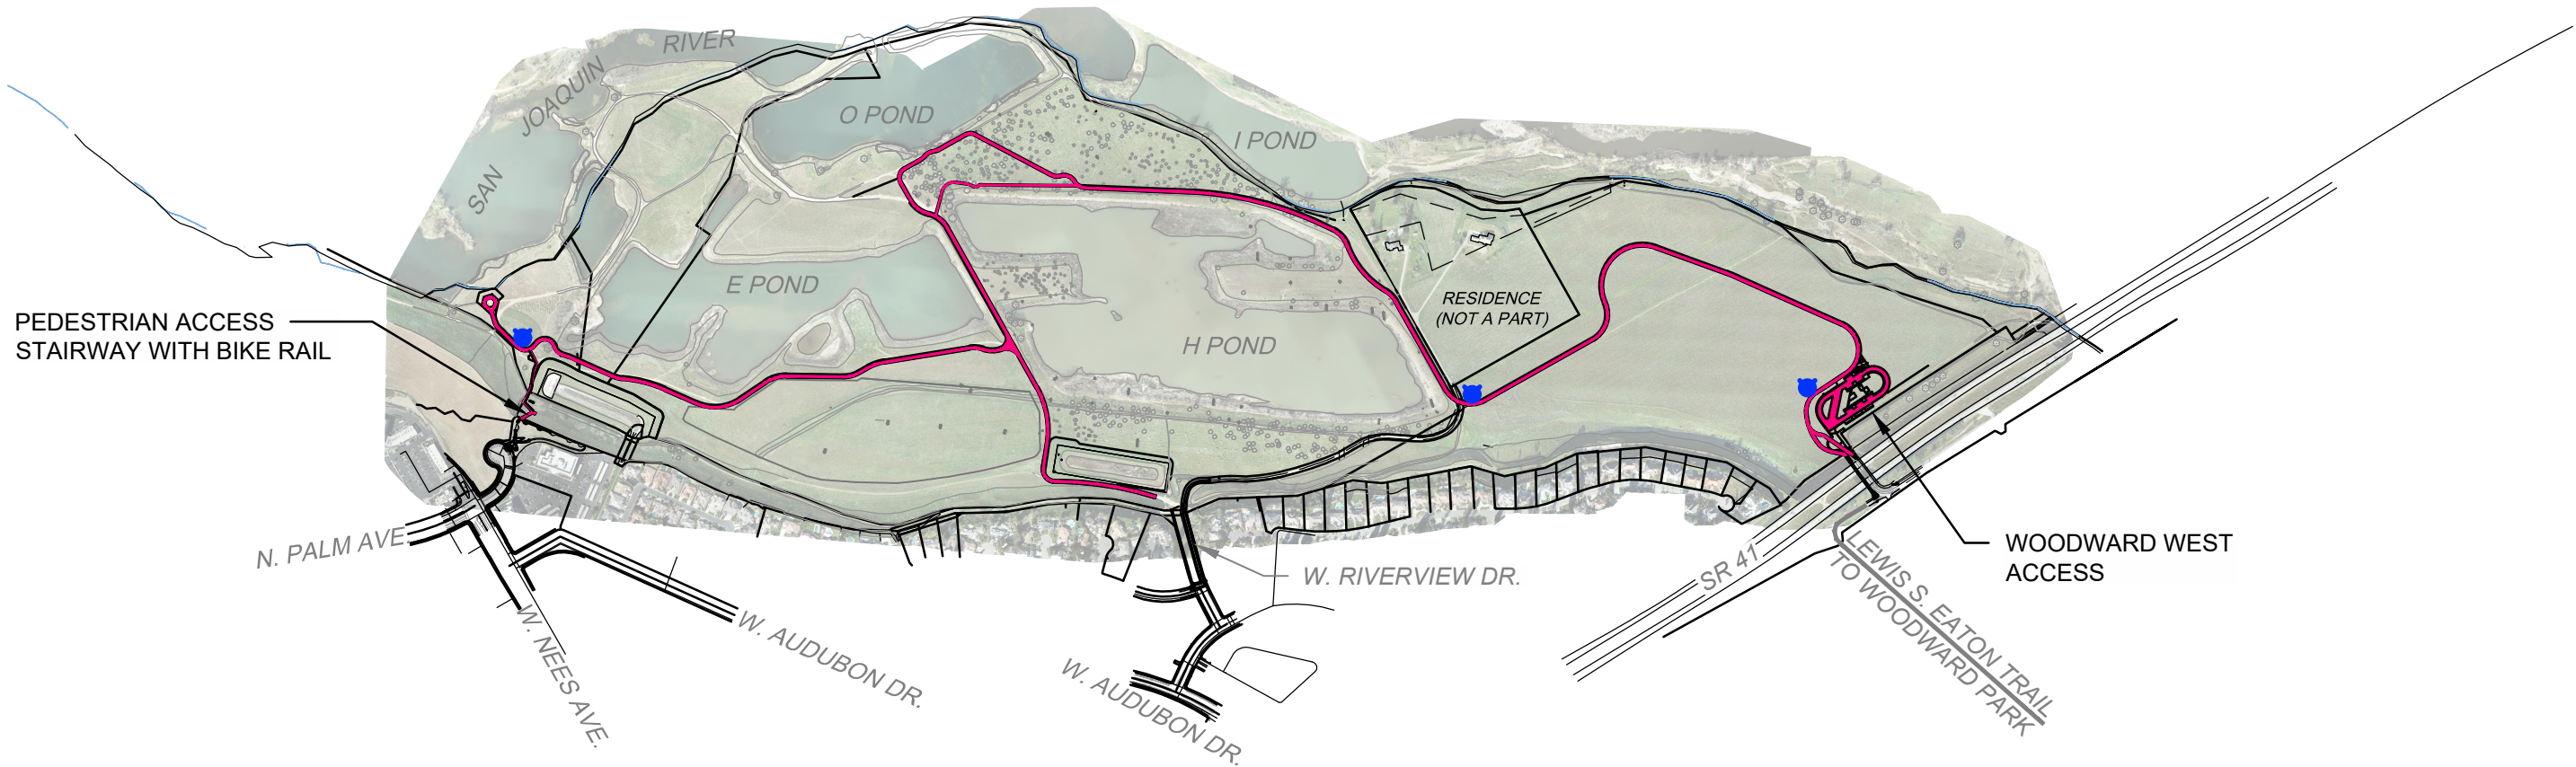 RIVER
JOAQUIN
SAN
O POND
I POND
E POND
H POND
RESIDENCE
(NOT A PART)
PEDESTRIAN ACCESS
STAIRWAY WITH BIKE RAIL
N. PALM AVE.
W. NEES AVE.
W. AUDUBON DR.
W. AUDUBON DR.
W. RIVERVIEW DR.
SR 41
LEWIS S. EATON TRAIL
TO WOODWARD PARK
WOODWARD WEST
ACCESS